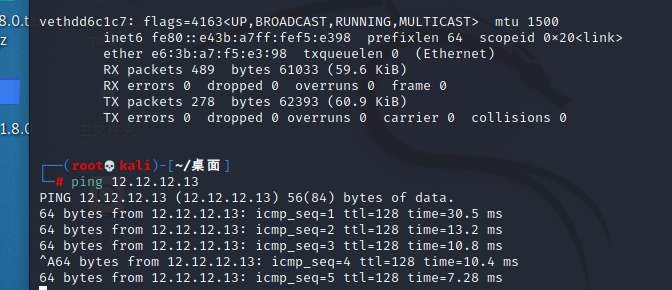 8.0.t
z
1.8.0
主文件夹
vethdd6c1c7: flags=4163<UP,BROADCAST,RUNNING,MULTICAST>  mtu 1500
inet6 fe80::e43b:a7ff:fef5:e398  prefixlen 64  scopeid 0×20<link>
ether e6:3b:a7:f5:e3:98  txqueuelen 0  (Ethernet)
RX packets 489  bytes 61033 (59.6 KiB)
RX errors 0  dropped 0  overruns 0  frame 0
TX packets 278  bytes 62393 (60.9 KiB)
TX errors 0  dropped 0 overruns 0  carrier 0  collisions 0
┌──(root💀kali)-[~/桌面]
└─# ping 12.12.12.13
PING 12.12.12.13 (12.12.12.13) 56(84) bytes of data.
64 bytes from 12.12.12.13: icmp_seq=1 ttl=128 time=30.5 ms
64 bytes from 12.12.12.13: icmp_seq=2 ttl=128 time=13.2 ms
64 bytes from 12.12.12.13: icmp_seq=3 ttl=128 time=10.8 ms
^A64 bytes from 12.12.12.13: icmp_seq=4 ttl=128 time=10.4 ms
64 bytes from 12.12.12.13: icmp_seq=5 ttl=128 time=7.28 ms